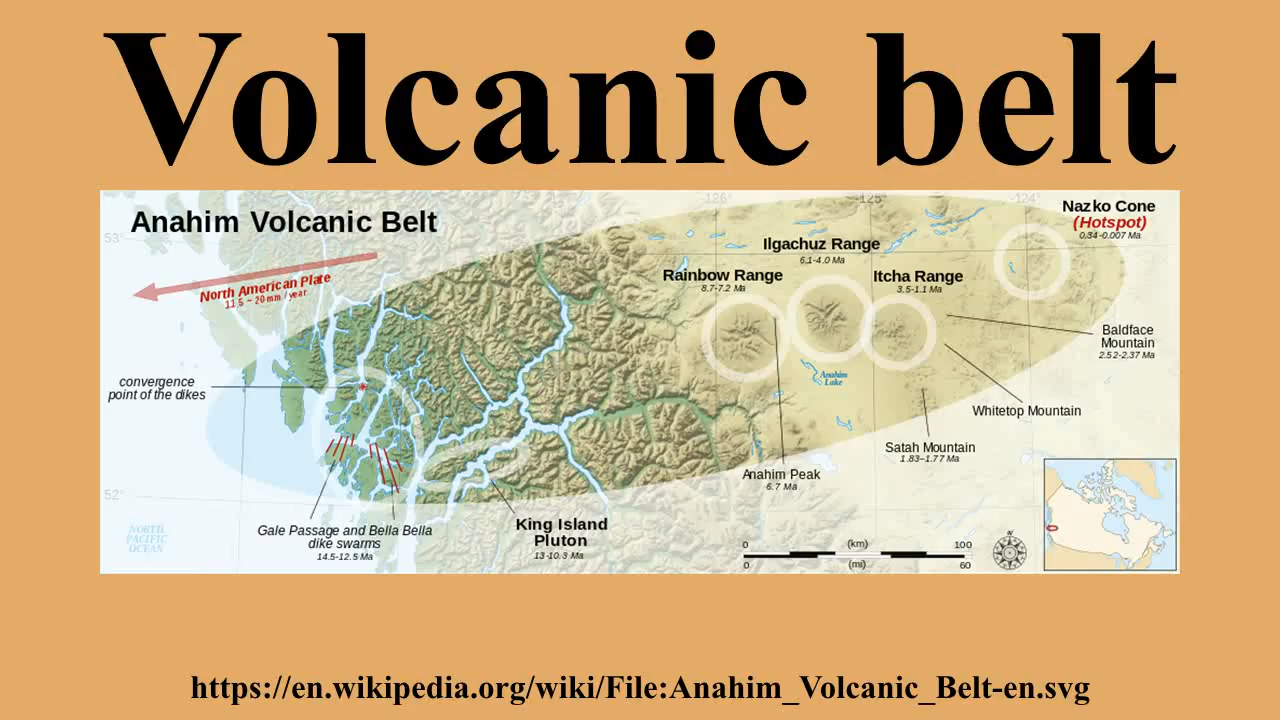 Volcanic belt
Anahim Volcanic Belt
53°
-126°
-125°
-124°
Nazko Cone
(Hotspot)
0.34-0.007 Ma
North American Plate
11.5 ~ 20 mm / year
Ilgachuz Range
6.1-4.0 Ma
Rainbow Range
8.7-7.2 Ma
Itcha Range
3.5-1.1 Ma
Baldface
Mountain
2.52-2.37 Ma
convergence
point of the dikes
Anahim
Lake
Whitetop Mountain
Satah Mountain
1.83–1.77 Ma
Anahim Peak
6.7 Ma
52°
NORTH
PACIFIC
OCEAN
Gale Passage and Bella Bella
dike swarms
14.5-12.5 Ma
King Island
Pluton
13-10.3 Ma
0 (km) 100
0 (mi) 60
N
https://en.wikipedia.org/wiki/File:Anahim_Volcanic_Belt-en.svg